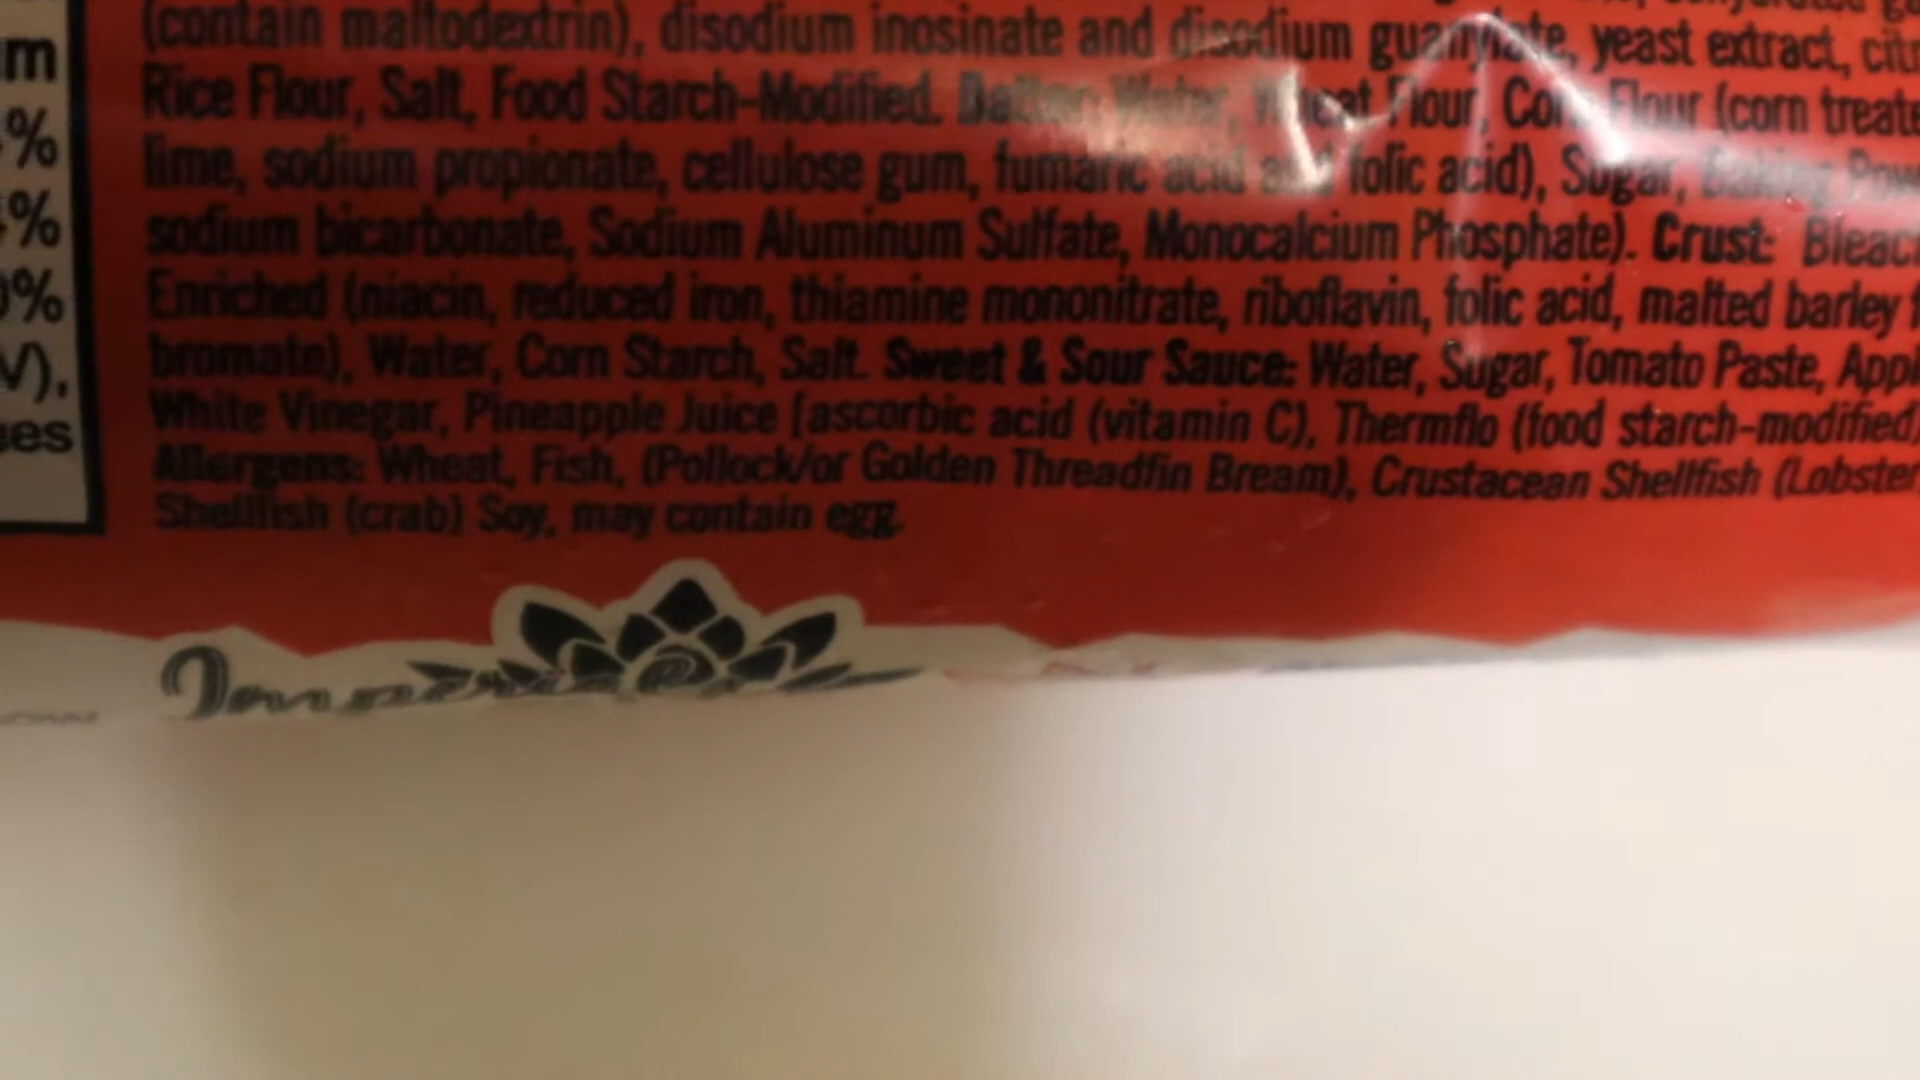 m
%
%
%
V),
es
(contain maltodextrin), disodium inosinate and disodium guanylate, yeast extract,
Rice Flour, Salt, Food Starch-Modified. Batter: Water, Wheat Flour, Corn Flour (corn treate
lime, sodium propionate, cellulose gum, fumaric acid and folic acid), Sugar, Baking Pow
sodium bicarbonate, Sodium Aluminum Sulfate, Monocalcium Phosphate). Crust: Bleach
Enriched (niacin, reduced iron, thiamine mononitrate, riboflavin, folic acid, malted barley f
bromate), Water, Corn Starch, Salt. Sweet & Sour Sauce: Water, Sugar, Tomato Paste, Appl
White Vinegar, Pineapple Juice [ascorbic acid (vitamin C), Thermflo (food starch-modified)
Allergens: Wheat, Fish, (Pollock/or Golden Threadfin Bream), Crustacean Shellfish (Lobster
Shellfish (crab) Soy, may contain egg.